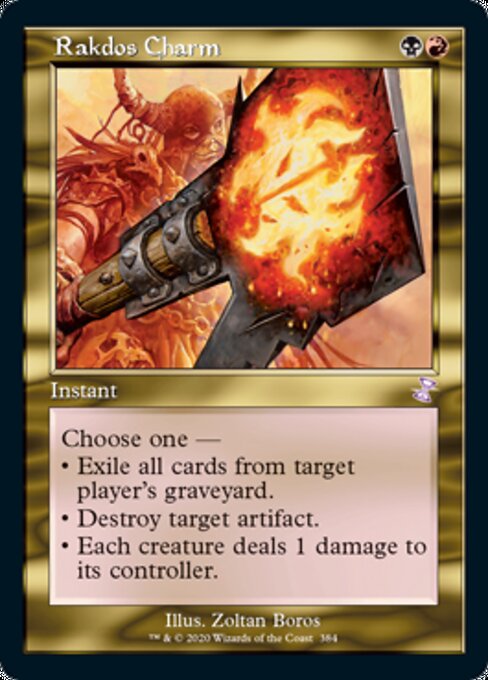 Rakdos Charm
Instant
Choose one —
• Exile all cards from target
player's graveyard.
• Destroy target artifact.
• Each creature deals 1 damage to
its controller.
Illus. Zoltan Boros
™ & © 2020 Wizards of the Coast 384